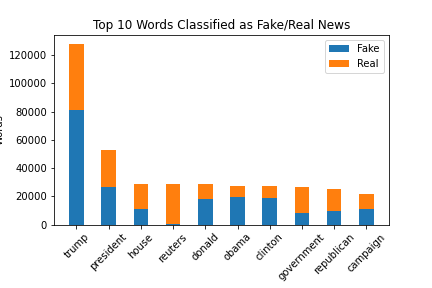 Top 10 Words Classified as Fake/Real News
Fake
Real
120000
100000
80000
60000
40000
20000
0
trump
president
house
reuters
donald
obama
clinton
government
republican
campaign